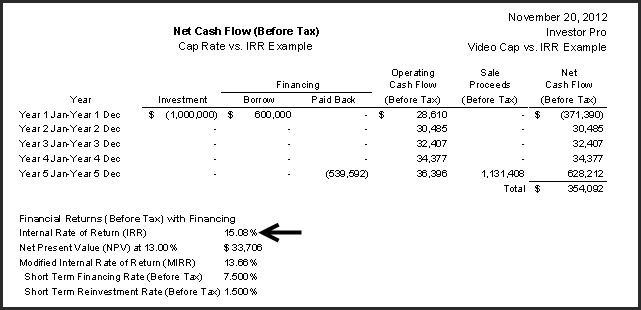 November 20, 2012
Net Cash Flow (Before Tax) Investor Pro
Cap Rate vs. IRR Example Video Cap vs. IRR Example
Operating Sale Net
Financing Cash Flow Proceeds Cash Flow
Year Investment Borrow Paid Back (Before Tax) (Before Tax) (Before Tax)
Year 1 Jan-Year 1 Dec $ (1,000,000) $ 600,000 - $ 28,610 - $ (371,390)
Year 2 Jan-Year 2 Dec - - - 30,485 - 30,485
Year 3 Jan-Year 3 Dec - - - 32,407 - 32,407
Year 4 Jan-Year 4 Dec - - - 34,377 - 34,377
Year 5 Jan-Year 5 Dec - - (539,592) 36,396 1,131,408 628,212
Total $ 354,092
Financial Returns (Before Tax) with Financing
Internal Rate of Return (IRR) 15.08%
Net Present Value (NPV) at 13.00% $ 33,706
Modified Internal Rate of Return (MIRR) 13.66%
Short Term Financing Rate (Before Tax) 7.500%
Short Term Reinvestment Rate (Before Tax) 1.500%